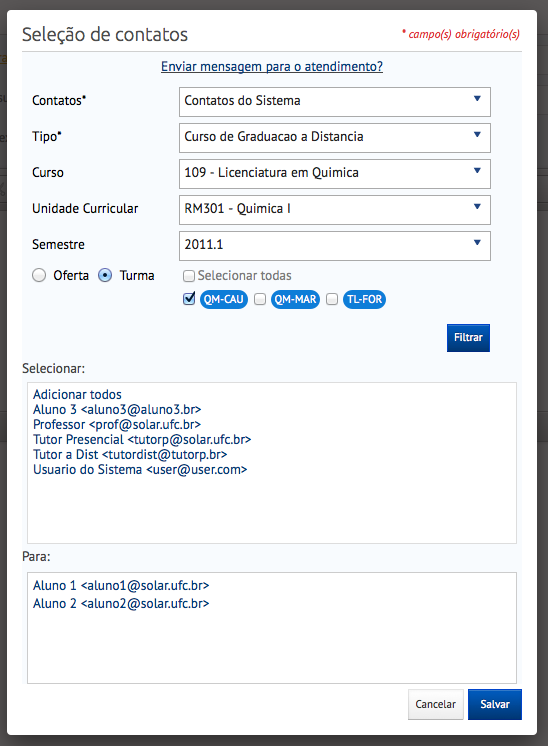 Seleção de contatos
* campo(s) obrigatório(s)
Enviar mensagem para o atendimento?
Contatos* Contatos do Sistema
Tipo* Curso de Graduacao a Distancia
Curso 109 - Licenciatura em Quimica
Unidade Curricular RM301 - Quimica I
Semestre 2011.1
Oferta Turma Selecionar todas
QM-CAU QM-MAR TL-FOR
Filtrar
Selecionar:
Adicionar todos
Aluno 3 <aluno3@aluno3.br>
Professor <prof@solar.ufc.br>
Tutor Presencial <tutorp@solar.ufc.br>
Tutor a Dist <tutordist@tutorp.br>
Usuario do Sistema <user@user.com>
Para:
Aluno 1 <aluno1@solar.ufc.br>
Aluno 2 <aluno2@solar.ufc.br>
Cancelar Salvar